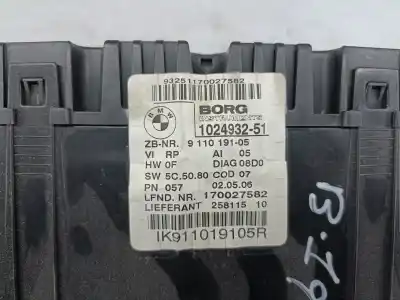 93251170027582
BMW
BORG
INSTRUMENTS
1024932-51
ZB-NR. 9 110 191-05
VI RP AI 05
HW 0F DIAG 08D0
SW 5C.50.80 COD 07
PN 057 02.05.06
LFND. NR. 170027582
LIEFERANT 258115 10
IK911019105R